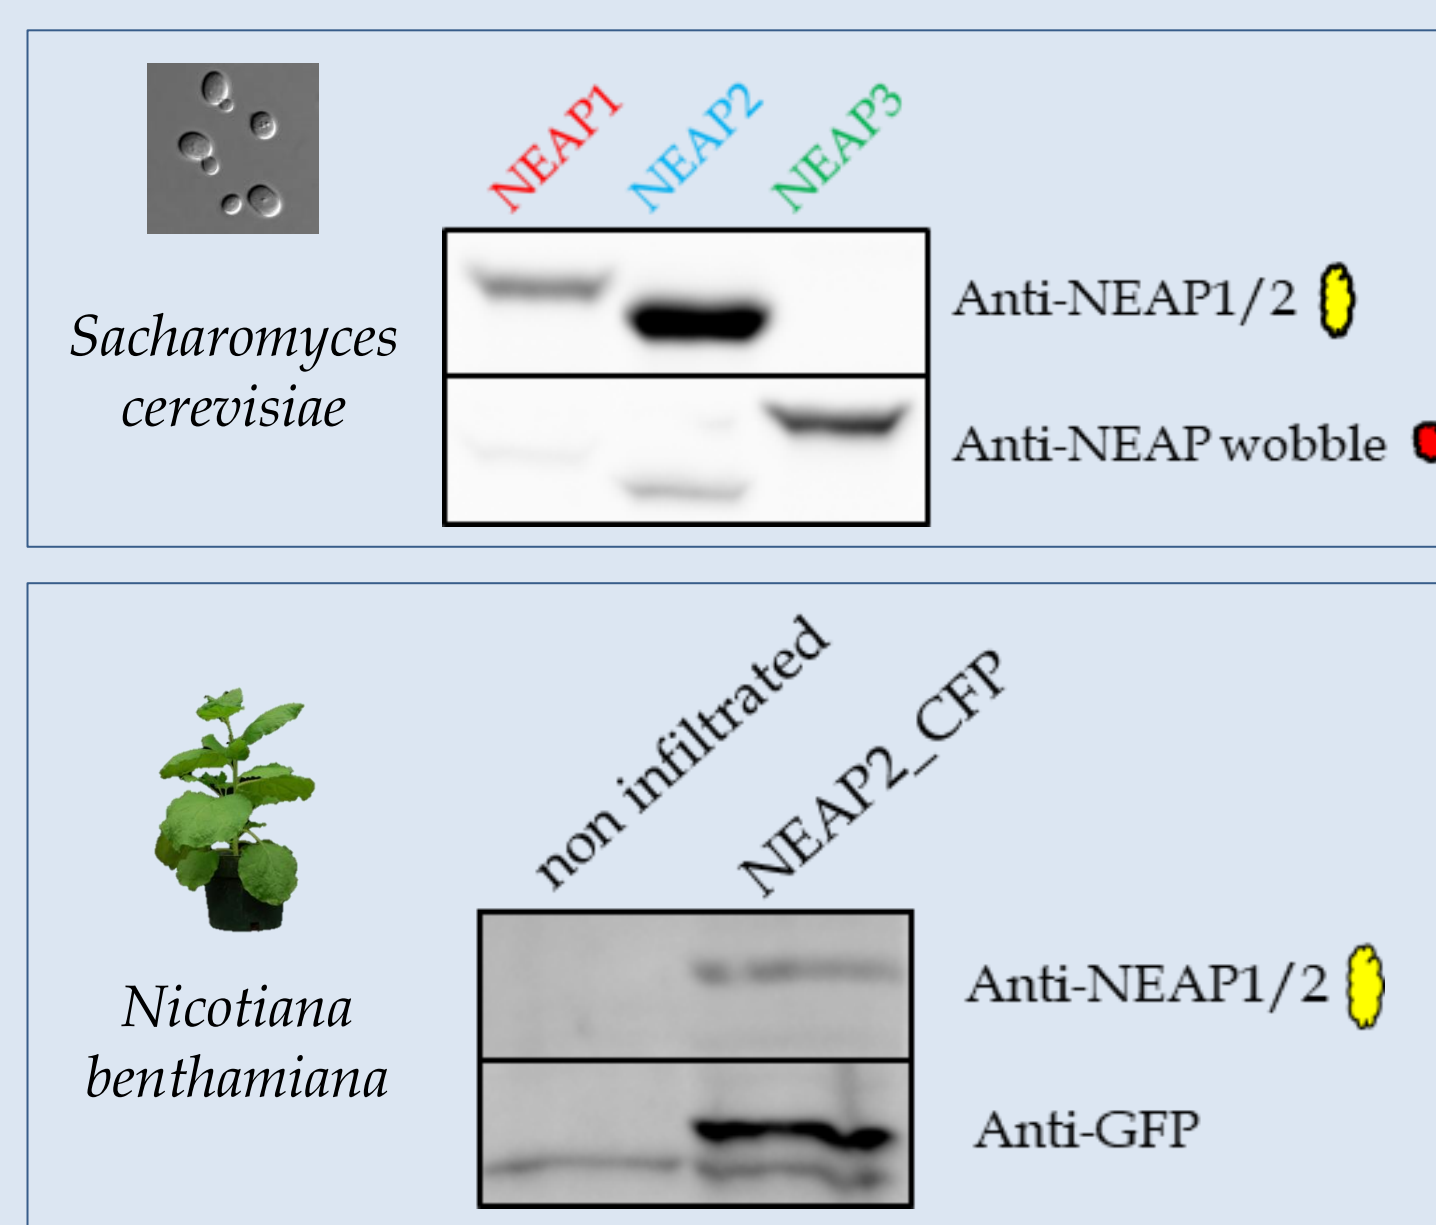 NEAP1
NEAP2
NEAP3
Sacharomyces
cerevisiae
Anti-NEAP1/2
Anti-NEAP wobble
non infiltrated
NEAP2_CFP
Nicotiana
benthamiana
Anti-NEAP1/2
Anti-GFP